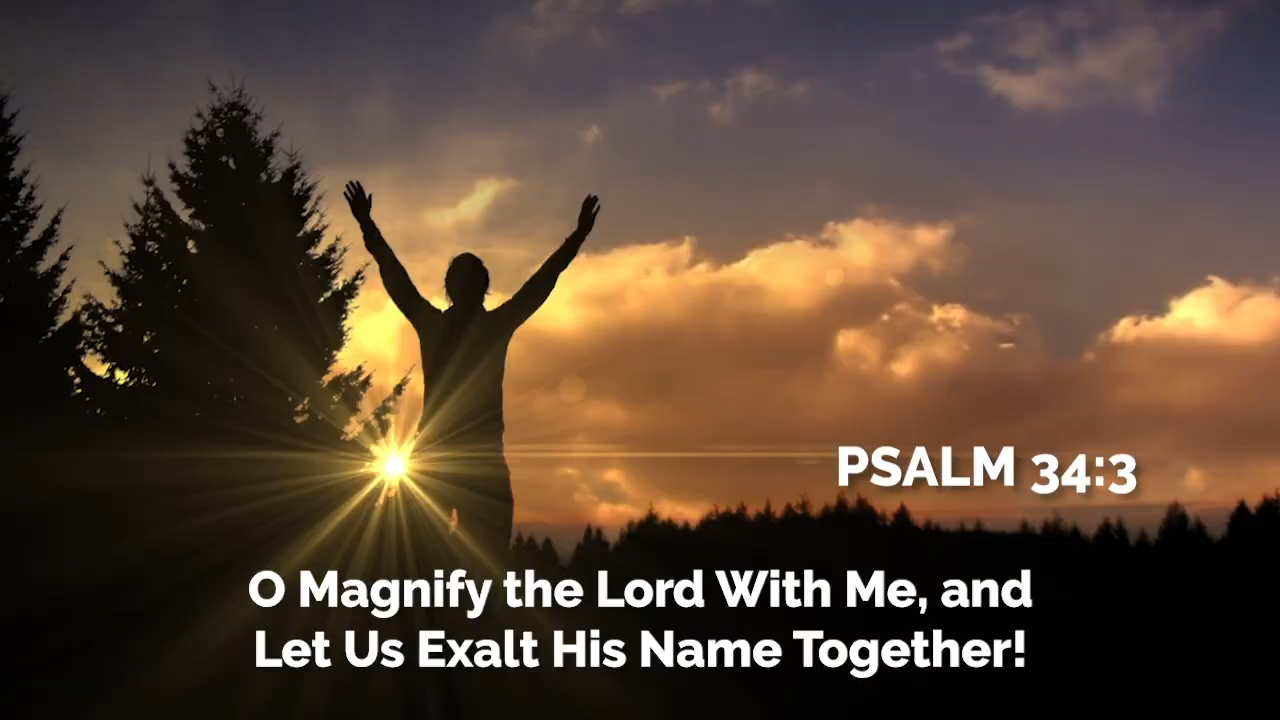 PSALM 34:3
O Magnify the Lord With Me, and
Let Us Exalt His Name Together!